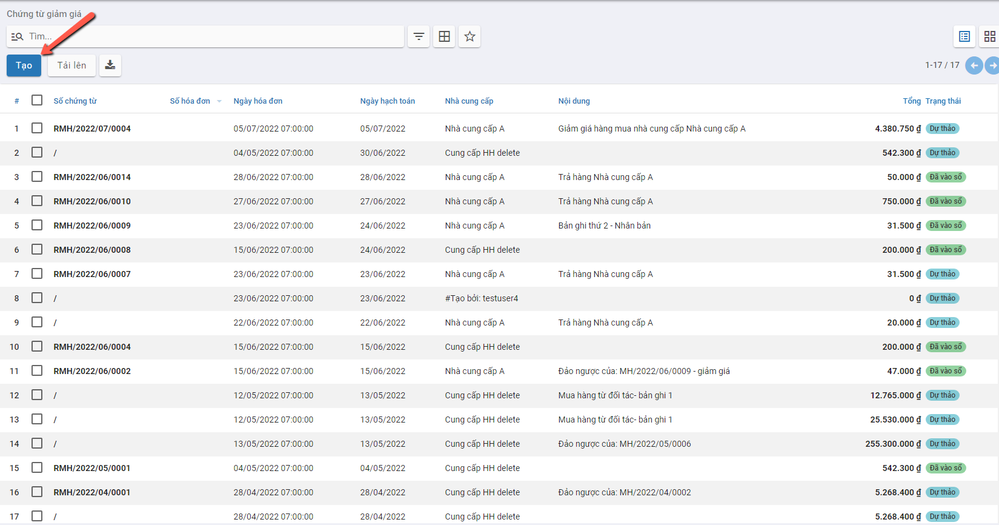 Chứng từ giảm giá
Tìm...
Tạo Tải lên 1-17 / 17
# Số chứng từ Số hóa đơn Ngày hóa đơn Ngày hạch toán Nhà cung cấp Nội dung Tổng Trạng thái
1 RMH/2022/07/0004 05/07/2022 07:00:00 05/07/2022 Nhà cung cấp A Giảm giá hàng mua nhà cung cấp Nhà cung cấp A 4.380.750 ₫ Dự thảo
2 / 04/05/2022 07:00:00 30/06/2022 Cung cấp HH delete 542.300 ₫ Dự thảo
3 RMH/2022/06/0014 28/06/2022 07:00:00 28/06/2022 Nhà cung cấp A Trả hàng Nhà cung cấp A 50.000 ₫ Đã vào sổ
4 RMH/2022/06/0010 27/06/2022 07:00:00 27/06/2022 Nhà cung cấp A Trả hàng Nhà cung cấp A 750.000 ₫ Đã vào sổ
5 RMH/2022/06/0009 23/06/2022 07:00:00 24/06/2022 Nhà cung cấp A Bản ghi thứ 2 - Nhân bản 31.500 ₫ Đã vào sổ
6 RMH/2022/06/0008 15/06/2022 07:00:00 24/06/2022 Cung cấp HH delete 200.000 ₫ Đã vào sổ
7 RMH/2022/06/0007 23/06/2022 07:00:00 23/06/2022 Nhà cung cấp A Trả hàng Nhà cung cấp A 31.500 ₫ Dự thảo
8 / 23/06/2022 07:00:00 23/06/2022 #Tạo bởi: testuser4 0 ₫ Dự thảo
9 / 22/06/2022 07:00:00 22/06/2022 Nhà cung cấp A Trả hàng Nhà cung cấp A 20.000 ₫ Dự thảo
10 RMH/2022/06/0004 15/06/2022 07:00:00 15/06/2022 Cung cấp HH delete 200.000 ₫ Đã vào sổ
11 RMH/2022/06/0002 15/06/2022 07:00:00 15/06/2022 Nhà cung cấp A Đảo ngược của: MH/2022/06/0009 - giảm giá 47.000 ₫ Đã vào sổ
12 / 12/05/2022 07:00:00 13/05/2022 Cung cấp HH delete Mua hàng từ đối tác- bản ghi 1 12.765.000 ₫ Dự thảo
13 / 12/05/2022 07:00:00 13/05/2022 Cung cấp HH delete Mua hàng từ đối tác- bản ghi 1 25.530.000 ₫ Dự thảo
14 / 13/05/2022 07:00:00 13/05/2022 Cung cấp HH delete Đảo ngược của: MH/2022/05/0006 255.300.000 ₫ Dự thảo
15 RMH/2022/05/0001 04/05/2022 07:00:00 04/05/2022 Cung cấp HH delete 542.300 ₫ Đã vào sổ
16 RMH/2022/04/0001 28/04/2022 07:00:00 28/04/2022 Cung cấp HH delete Đảo ngược của: MH/2022/04/0002 5.268.400 ₫ Dự thảo
17 / 28/04/2022 07:00:00 28/04/2022 Cung cấp HH delete 5.268.400 ₫ Dự thảo